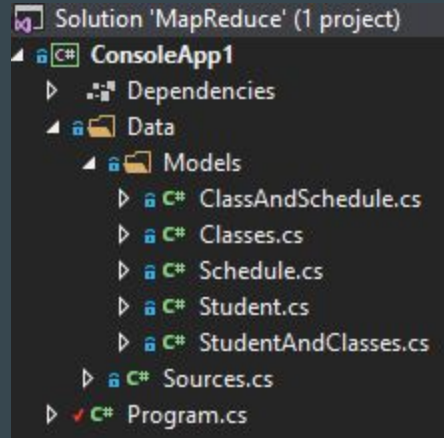 Solution 'MapReduce' (1 project)
C# ConsoleApp1
Dependencies
Data
Models
C# ClassAndSchedule.cs
C# Classes.cs
C# Schedule.cs
C# Student.cs
C# StudentAndClasses.cs
C# Sources.cs
C# Program.cs